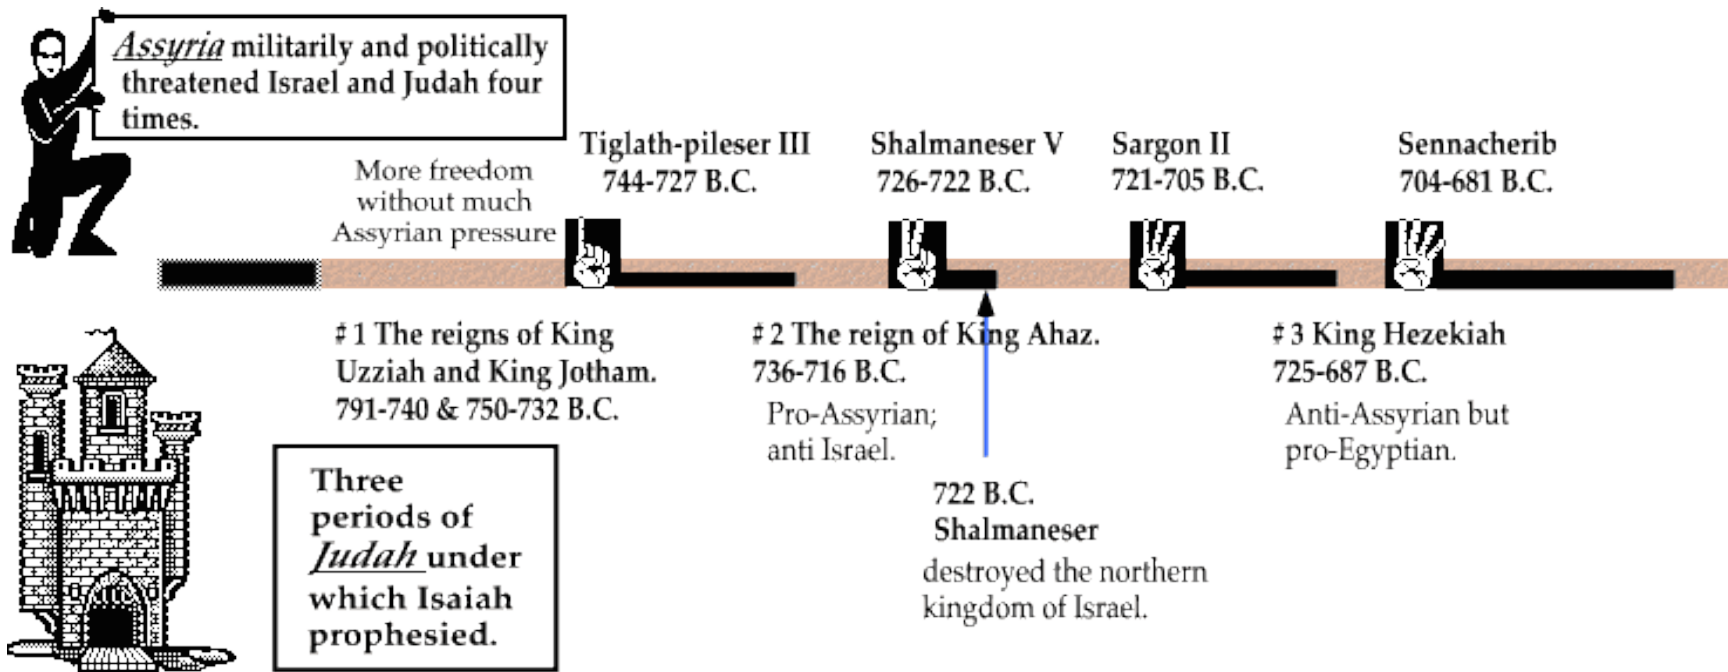 Assyria militarily and politically
threatened Israel and Judah four
times.
More freedom
without much
Assyrian pressure
Tiglath-pileser III
744-727 B.C.
Shalmaneser V
726-722 B.C.
Sargon II
721-705 B.C.
Sennacherib
704-681 B.C.
#1 The reigns of King
Uzziah and King Jotham.
791-740 & 750-732 B.C.
#2 The reign of King Ahaz.
736-716 B.C.
Pro-Assyrian;
anti Israel.
#3 King Hezekiah
725-687 B.C.
Anti-Assyrian but
pro-Egyptian.
722 B.C.
Shalmaneser
destroyed the northern
kingdom of Israel.
Three
periods of
Judah under
which Isaiah
prophesied.